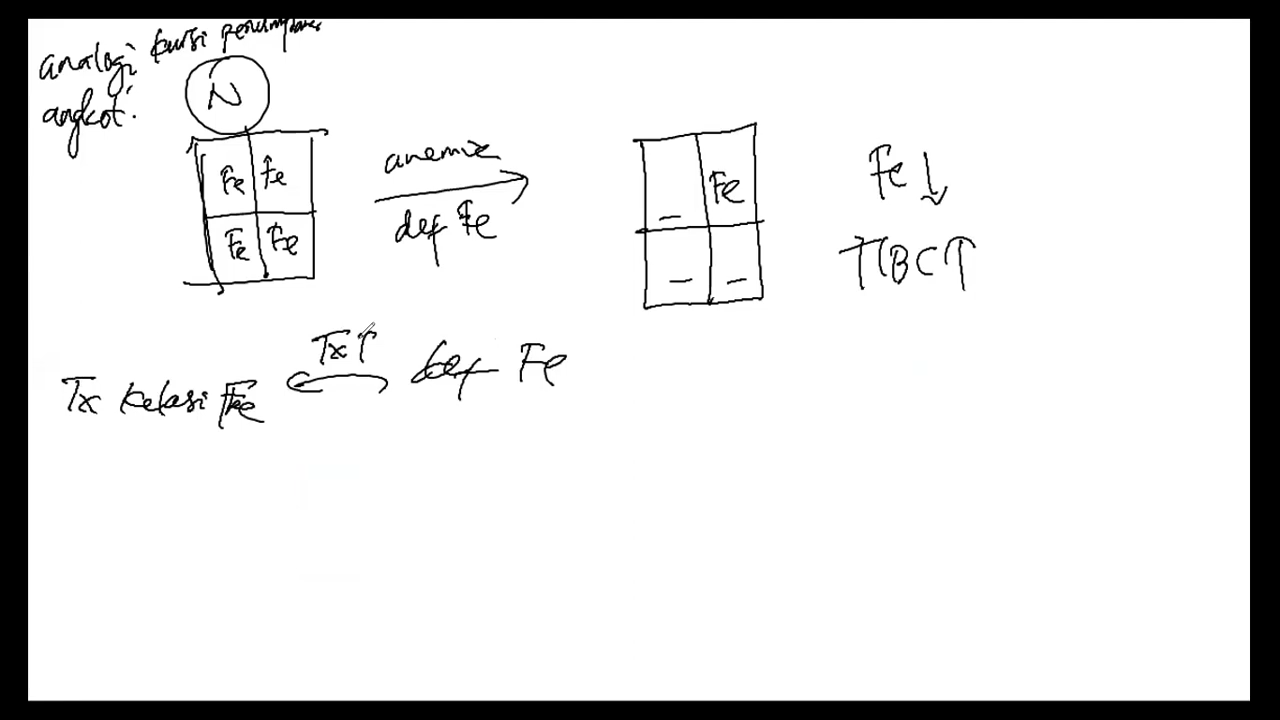 analogi kursi penumpang
angkot:
N
Fe Fe
Fe Fe
anemia
def Fe
Fe
-
- -
Fe ↓
TIBC ↑
Tx kelasi Fe
Tx ↑
def Fe